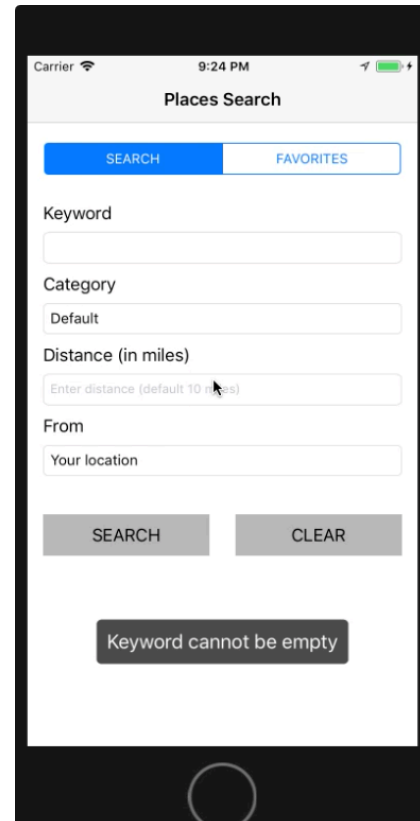 Carrier 9:24 PM
Places Search
SEARCH FAVORITES
Keyword
Category
Default
Distance (in miles)
Enter distance (default 10 miles)
From
Your location
SEARCH CLEAR
Keyword cannot be empty